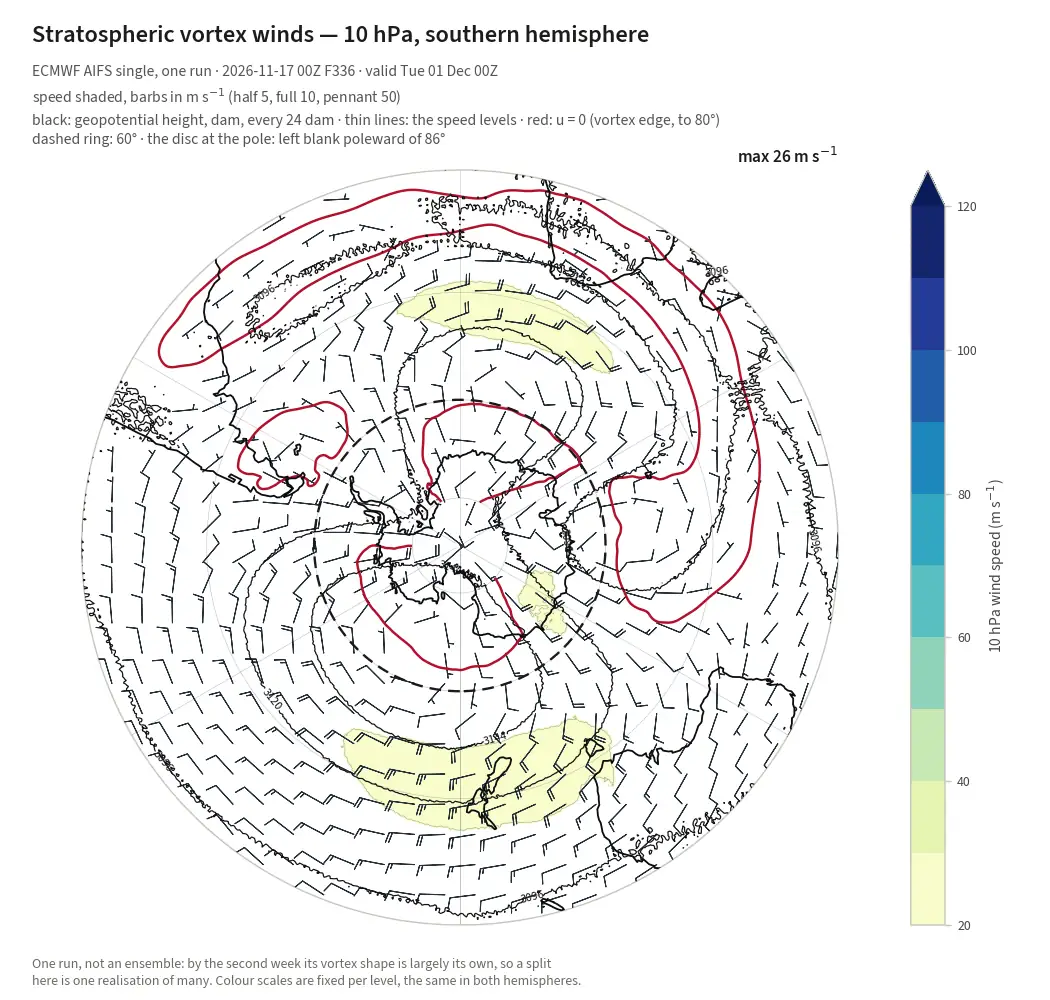 Stratospheric vortex winds — 10 hPa, southern hemisphere
ECMWF AIFS single, one run · 2026-11-17 00Z F336 · valid Tue 01 Dec 00Z
speed shaded, barbs in m s⁻¹ (half 5, full 10, pennant 50)
black: geopotential height, dam, every 24 dam · thin lines: the speed levels · red: u = 0 (vortex edge, to 80°)
dashed ring: 60° · the disc at the pole: left blank poleward of 86°
max 26 m s⁻¹
120
100
80
60
40
20
10 hPa wind speed (m s⁻¹)
3096
3096
3096
3120
3144
3096
3096
One run, not an ensemble: by the second week its vortex shape is largely its own, so a split
here is one realisation of many. Colour scales are fixed per level, the same in both hemispheres.